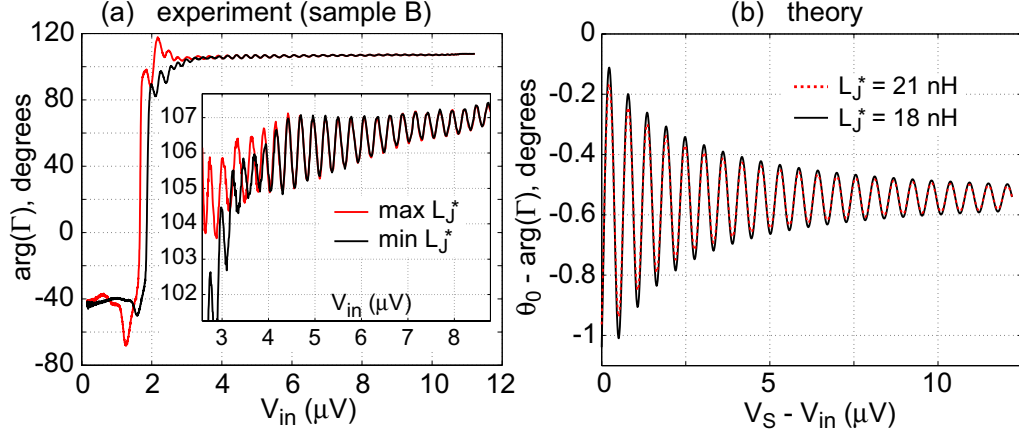 (a) experiment (sample B)
arg(Γ), degrees
120
80
40
0
-40
-80
0 2 4 6 8 10 12
V_in (μV)
107
106
105
104
103
102
3 4 5 6 7 8
V_in (μV)
max L_J^*
min L_J^*
(b) theory
θ_0 - arg(Γ), degrees
0
-0.2
-0.4
-0.6
-0.8
-1
0 5 10
V_S - V_in (μV)
L_J^* = 21 nH
L_J^* = 18 nH